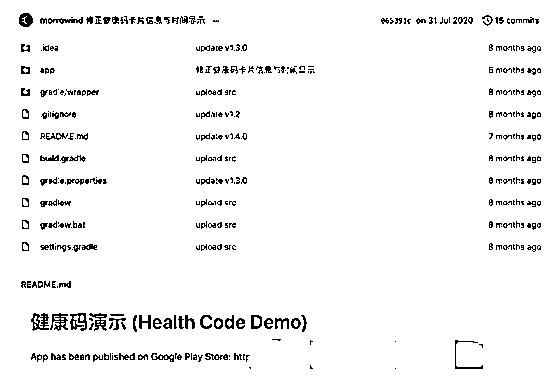 morrowind 修正健康码卡片信息与时间显示 ...
065391c on 31 Jul 2020 15 commits
.idea update v1.3.0 8 months ago
app 修正健康码卡片信息与时间显示 6 months ago
gradle/wrapper upload src 8 months ago
.gitignore update v1.2 8 months ago
README.md update v1.4.0 7 months ago
build.gradle upload src 8 months ago
gradle.properties update v1.3.0 8 months ago
gradlew upload src 8 months ago
gradlew.bat upload src 8 months ago
settings.gradle upload src 8 months ago
README.md
健康码演示 (Health Code Demo)
App has been published on Google Play Store: http